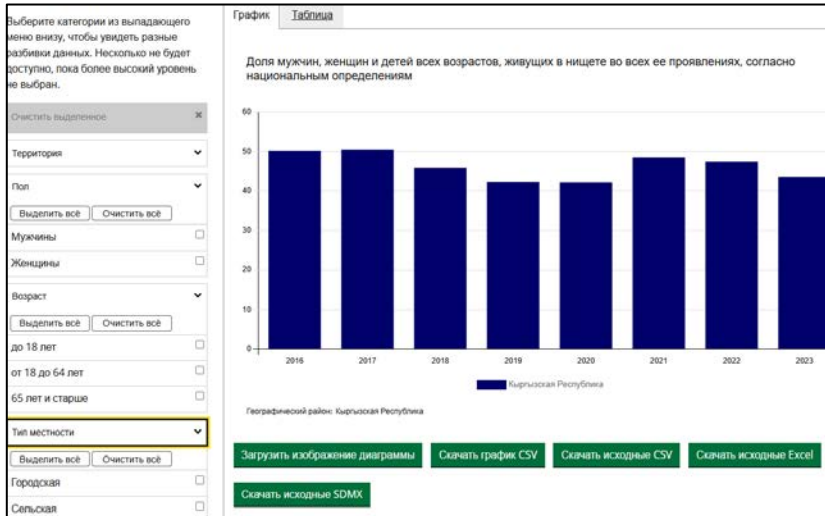 Выберите категории из выпадающего
меню внизу, чтобы увидеть разные
разбивки данных. Несколько не будет
доступно, пока более высокий уровень
не выбран.
Очистить выделенное ×
Территория
Пол
Выделить всё Очистить всё
Мужчины
Женщины
Возраст
Выделить всё Очистить всё
до 18 лет
от 18 до 64 лет
65 лет и старше
Тип местности
Выделить всё Очистить всё
Городская
Сельская
График Таблица
Доля мужчин, женщин и детей всех возрастов, живущих в нищете во всех ее проявлениях, согласно
национальным определениям
60
50
40
30
20
10
0
2016 2017 2018 2019 2020 2021 2022 2023
Кыргызская Республика
Географический район: Кыргызская Республика
Загрузить изображение диаграммы Скачать график CSV Скачать исходные CSV Скачать исходные Excel
Скачать исходные SDMX